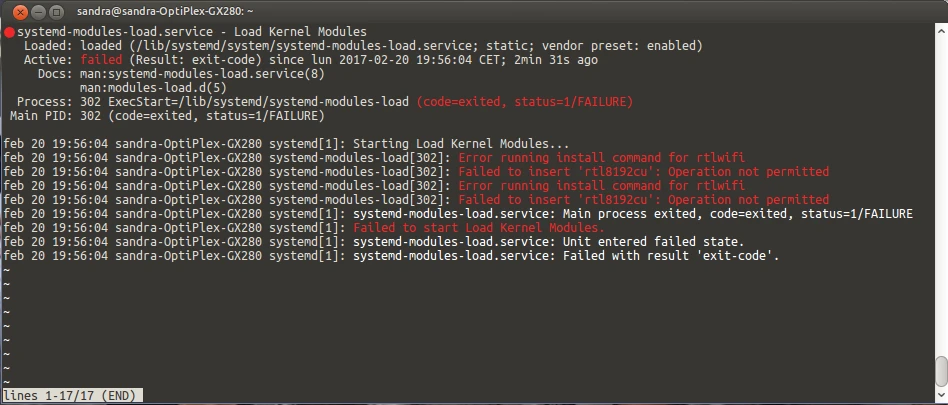 sandra@sandra-OptiPlex-GX280: ~
●systemd-modules-load.service - Load Kernel Modules
   Loaded: loaded (/lib/systemd/system/systemd-modules-load.service; static; vendor preset: enabled)
   Active: failed (Result: exit-code) since lun 2017-02-20 19:56:04 CET; 2min 31s ago
     Docs: man:systemd-modules-load.service(8)
           man:modules-load.d(5)
  Process: 302 ExecStart=/lib/systemd/systemd-modules-load (code=exited, status=1/FAILURE)
 Main PID: 302 (code=exited, status=1/FAILURE)

feb 20 19:56:04 sandra-OptiPlex-GX280 systemd[1]: Starting Load Kernel Modules...
feb 20 19:56:04 sandra-OptiPlex-GX280 systemd-modules-load[302]: Error running install command for rtlwifi
feb 20 19:56:04 sandra-OptiPlex-GX280 systemd-modules-load[302]: Failed to insert 'rtl8192cu': Operation not permitted
feb 20 19:56:04 sandra-OptiPlex-GX280 systemd-modules-load[302]: Error running install command for rtlwifi
feb 20 19:56:04 sandra-OptiPlex-GX280 systemd-modules-load[302]: Failed to insert 'rtl8192cu': Operation not permitted
feb 20 19:56:04 sandra-OptiPlex-GX280 systemd[1]: systemd-modules-load.service: Main process exited, code=exited, status=1/FAILURE
feb 20 19:56:04 sandra-OptiPlex-GX280 systemd[1]: Failed to start Load Kernel Modules.
feb 20 19:56:04 sandra-OptiPlex-GX280 systemd[1]: systemd-modules-load.service: Unit entered failed state.
feb 20 19:56:04 sandra-OptiPlex-GX280 systemd[1]: systemd-modules-load.service: Failed with result 'exit-code'.
~
~
~
~
~
~
~
~
~
lines 1-17/17 (END)